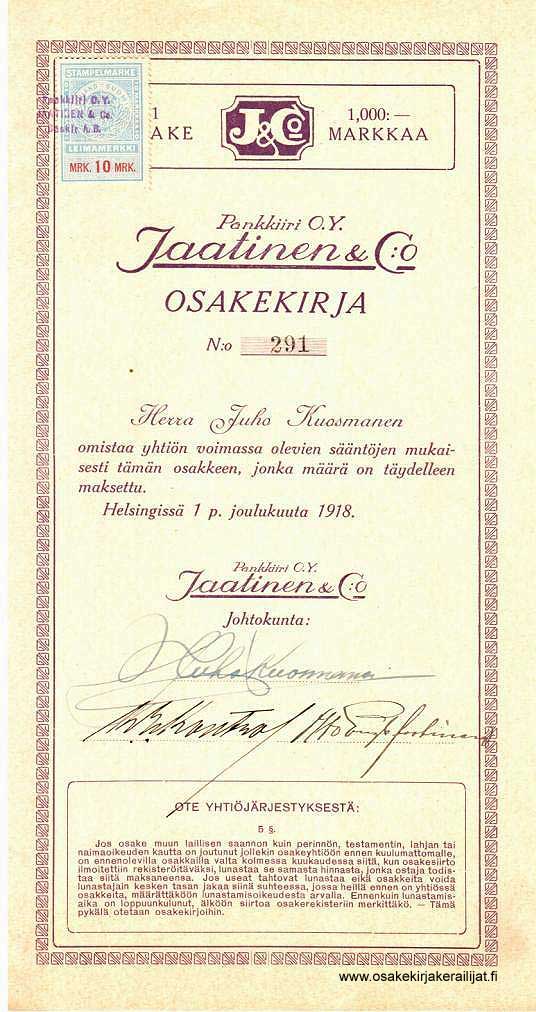 STAMPELMARKE
Pankkiiri O.Y.
& Co.
A.B.
LEIMAMERKKI
MRK. 10 MRK.
1
AKE
J&Co
1,000:—
MARKKAA
Pankkiiri O.Y.
Jaatinen & C:o
OSAKEKIRJA
N:o 291
Herra Juho Kuosmanen
omistaa yhtiön voimassa olevien sääntöjen mukai-
sesti tämän osakkeen, jonka määrä on täydelleen
maksettu.
Helsingissä 1 p. joulukuuta 1918.
Pankkiiri O.Y.
Jaatinen & C:o
Johtokunta:
Juho Kuosmanen
OTE YHTIÖJÄRJESTYKSESTÄ:
5 §.
Jos osake muun laillisen saannon kuin perinnön, testamentin, lahjan tai
naimaoikeuden kautta on joutunut jollekin osakeyhtiöön ennen kuulumattomalle,
on ennenolevilla osakkailla valta kolmessa kuukaudessa siitä, kun osakesiirto
ilmoitettiin rekisteröitäväksi, lunastaa se samasta hinnasta, jonka ostaja todis-
taa siitä maksaneensa. Jos useat tahtovat lunastaa eikä osakkeita voida
lunastajain kesken tasan jakaa siinä suhteessa, jossa heillä ennen on yhtiössä
osakkeita, määrättäköön lunastamisoikeudesta arvalla. Ennenkuin lunastamis-
aika on loppuunkulunut, älköön siirtoa osakerekisteriin merkittäkö. — Tämä
pykälä otetaan osakekirjoihin.
www.osakekirjakerailijat.fi